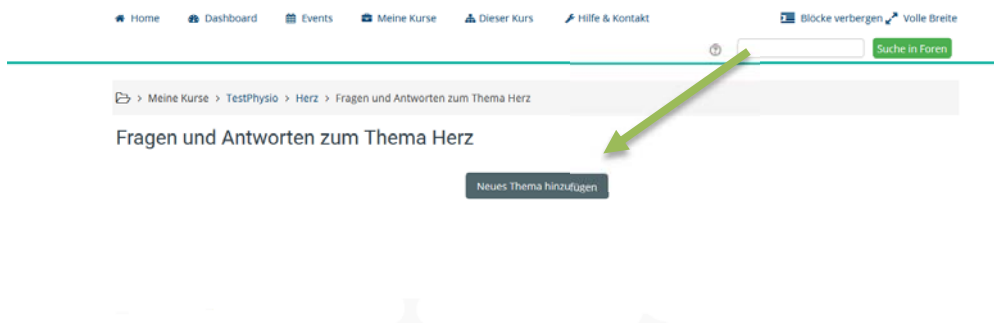 Home Dashboard Events Meine Kurse Dieser Kurs Hilfe & Kontakt Blöcke verbergen Volle Breite
Suche in Foren
> Meine Kurse > TestPhysio > Herz > Fragen und Antworten zum Thema Herz
Fragen und Antworten zum Thema Herz
Neues Thema hinzufügen